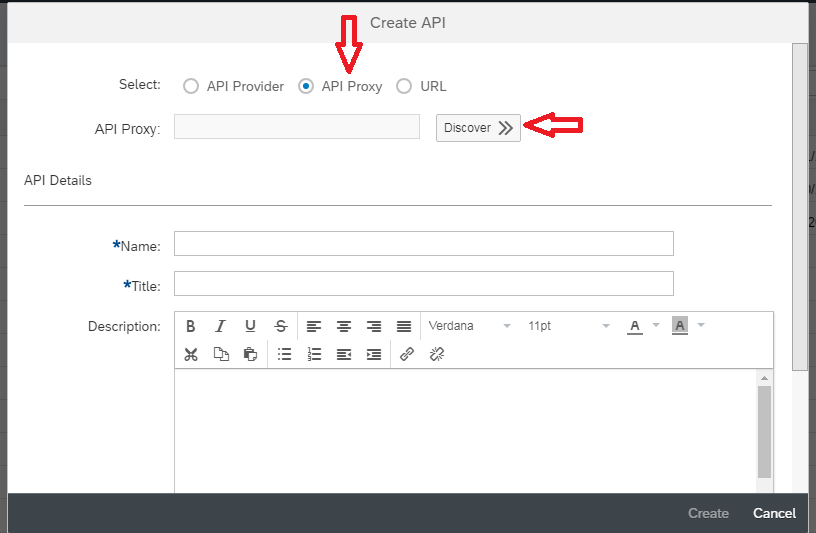 Create API
Select: API Provider API Proxy URL
API Proxy: Discover
API Details
*Name:
*Title:
Description: B I U S Verdana 11pt A A
Create Cancel